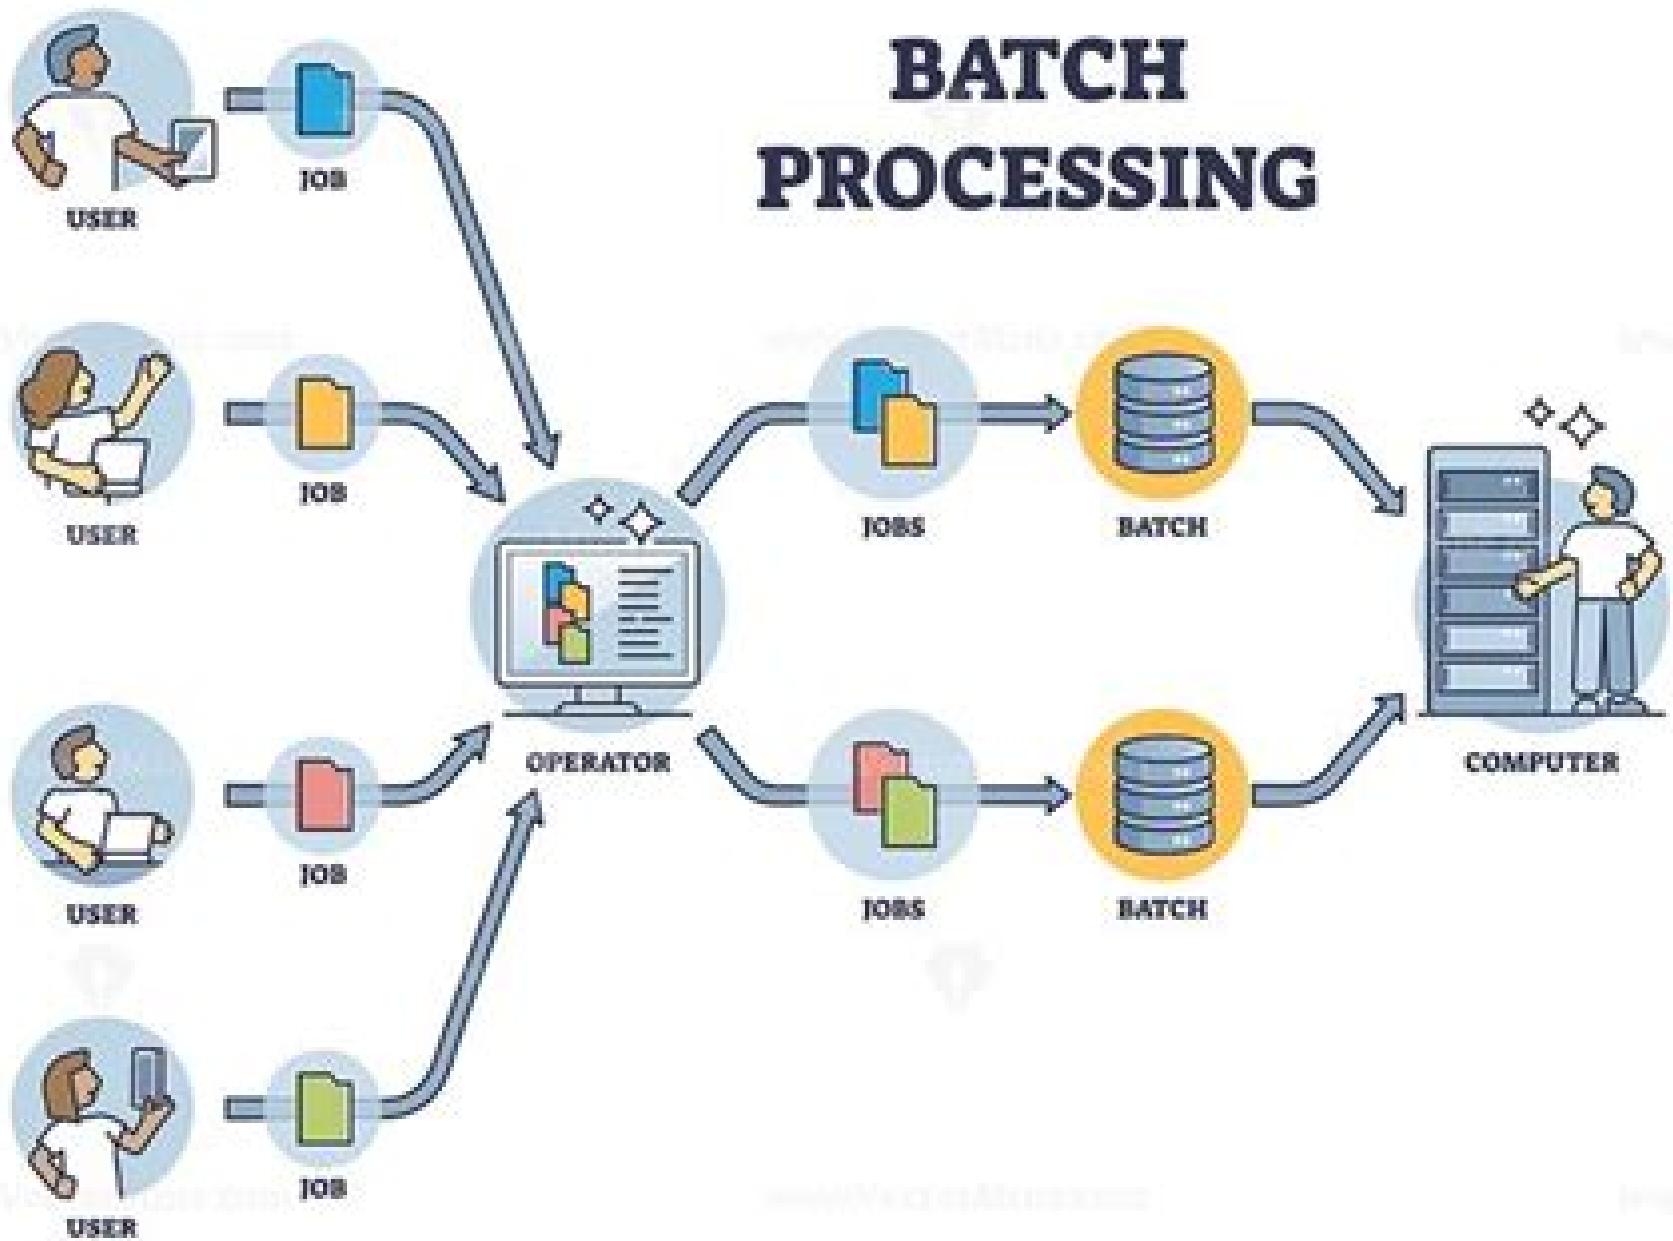 BATCH
PROCESSING
JOB
USER
JOB
USER
JOBS
BATCH
OPERATOR
COMPUTER
JOB
USER
JOBS
BATCH
JOB
USER